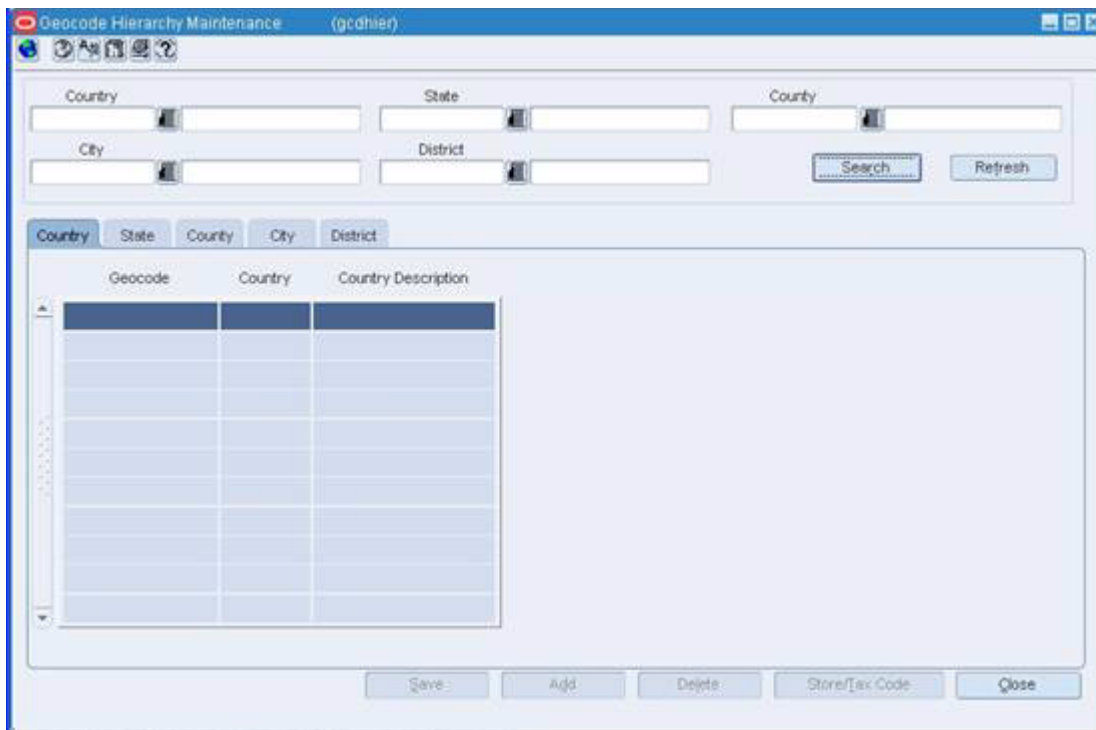 Geocode Hierarchy Maintenance (gcdhier)
Country State County
City District
Search Refresh
Country State County City District
Geocode Country Country Description
Save Add Delete Store/Tax Code Close